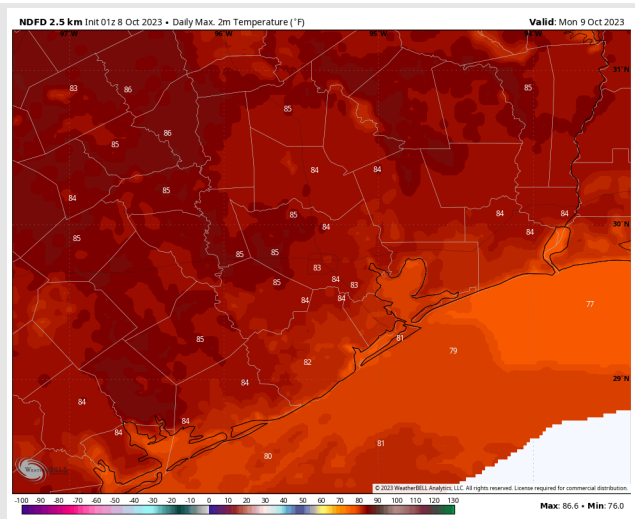 NDFD 2.5 km Init 01z 8 Oct 2023 • Daily Max. 2m Temperature (°F)
Valid: Mon 9 Oct 2023
97°W 96°W 95°W 94°W
31°N
83 86 85 85
86
85
84 84
85
84
85 84 84
30°N
84 84
85 85 85
83
85 84 83
84 84
77
81
85 79
82
29°N
84
84
84
84
81
80
© 2023 WeatherBELL Analytics, LLC. All rights reserved. License required for commercial distribution.
-100 -90 -80 -70 -60 -50 -40 -30 -20 -10 0 10 20 30 40 50 60 70 80 90 100 110 120 130
Max: 86.6 • Min: 76.0